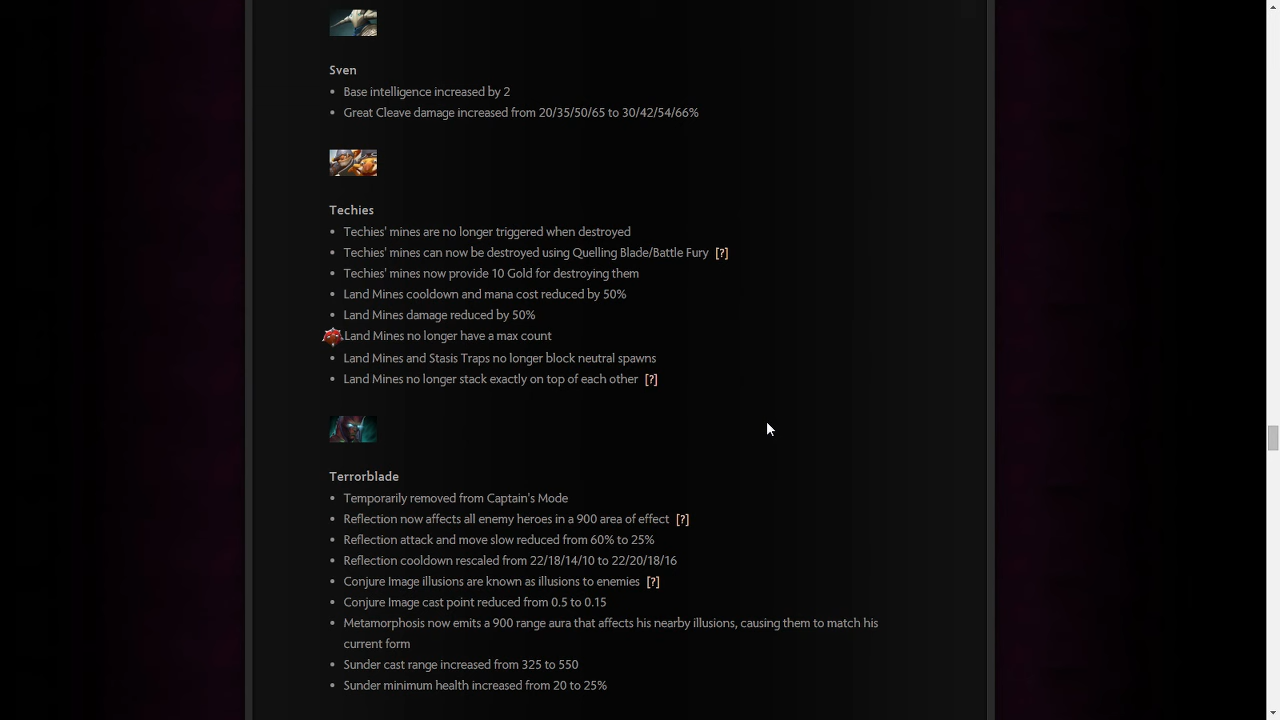 Sven
• Base intelligence increased by 2
• Great Cleave damage increased from 20/35/50/65 to 30/42/54/66%
Techies
• Techies' mines are no longer triggered when destroyed
• Techies' mines can now be destroyed using Quelling Blade/Battle Fury [?]
• Techies' mines now provide 10 Gold for destroying them
• Land Mines cooldown and mana cost reduced by 50%
• Land Mines damage reduced by 50%
Land Mines no longer have a max count
• Land Mines and Stasis Traps no longer block neutral spawns
• Land Mines no longer stack exactly on top of each other [?]
Terrorblade
• Temporarily removed from Captain's Mode
• Reflection now affects all enemy heroes in a 900 area of effect [?]
• Reflection attack and move slow reduced from 60% to 25%
• Reflection cooldown rescaled from 22/18/14/10 to 22/20/18/16
• Conjure Image illusions are known as illusions to enemies [?]
• Conjure Image cast point reduced from 0.5 to 0.15
• Metamorphosis now emits a 900 range aura that affects his nearby illusions, causing them to match his
current form
• Sunder cast range increased from 325 to 550
• Sunder minimum health increased from 20 to 25%